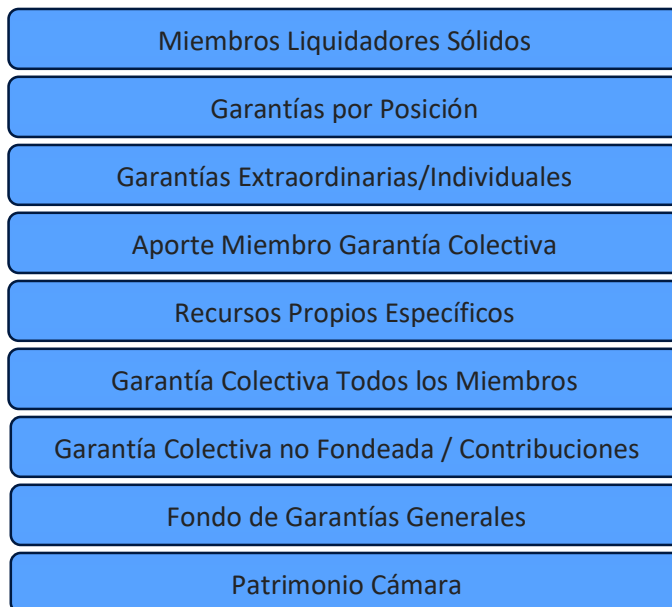 Miembros Liquidadores Sólidos
Garantías por Posición
Garantías Extraordinarias/Individuales
Aporte Miembro Garantía Colectiva
Recursos Propios Específicos
Garantía Colectiva Todos los Miembros
Garantía Colectiva no Fondeada / Contribuciones
Fondo de Garantías Generales
Patrimonio Cámara